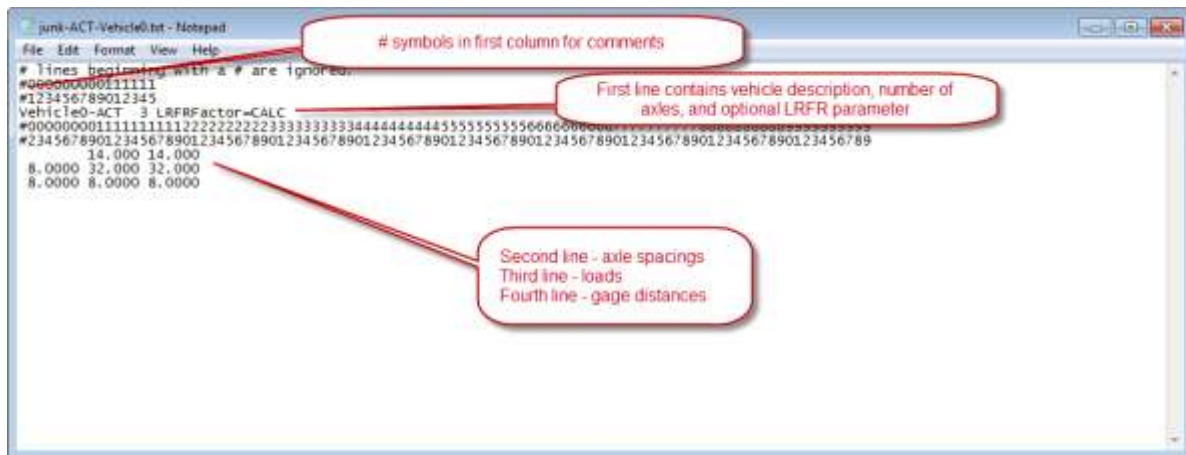 junk-ACT-Vehicle0.txt - Notepad
File Edit Format View Help
# symbols in first column for comments
# lines beginning with a # are ignored.
#000000000111111
#123456789012345
First line contains vehicle description, number of
axles, and optional LRFR parameter
Vehicle0-ACT 3 LRFRFactor=CALC
#23456789012345678901234567890123456789012345678901234567890123456789012345678901234567890123456789
14.000 14.000
8.0000 32.000 32.000
8.0000 8.0000 8.0000
Second line - axle spacings
Third line - loads
Fourth line - gage distances